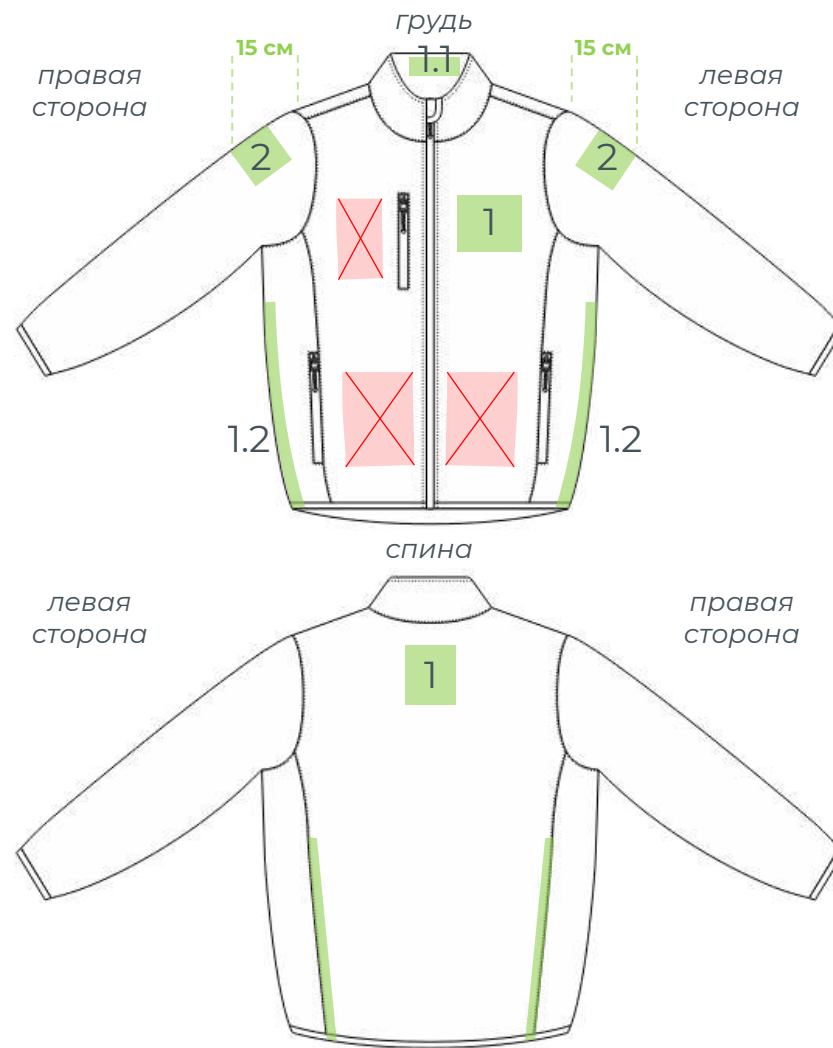 грудь
15 см
1.1
15 см
правая
сторона
левая
сторона
2
2
1
1.2
1.2
спина
левая
сторона
правая
сторона
1